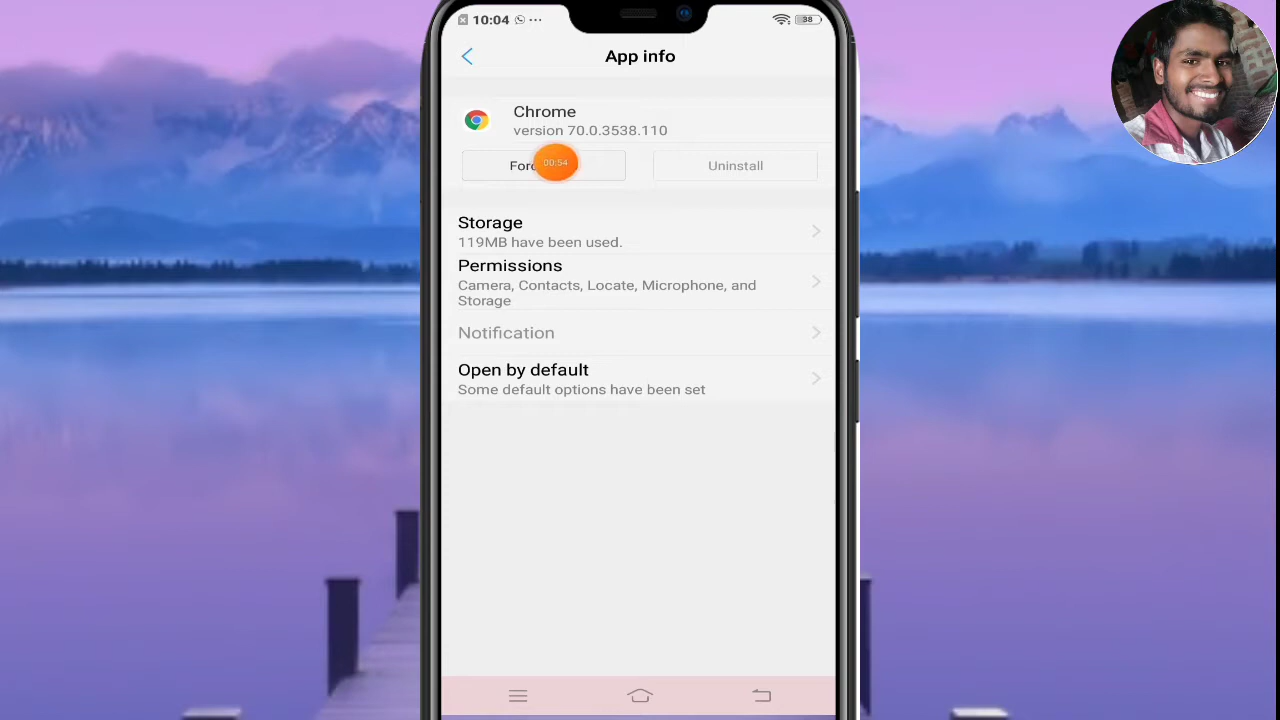 10:04
38
App info
Chrome
version 70.0.3538.110
00:54
Uninstall
Storage
119MB have been used.
Permissions
Camera, Contacts, Locate, Microphone, and
Storage
Notification
Open by default
Some default options have been set